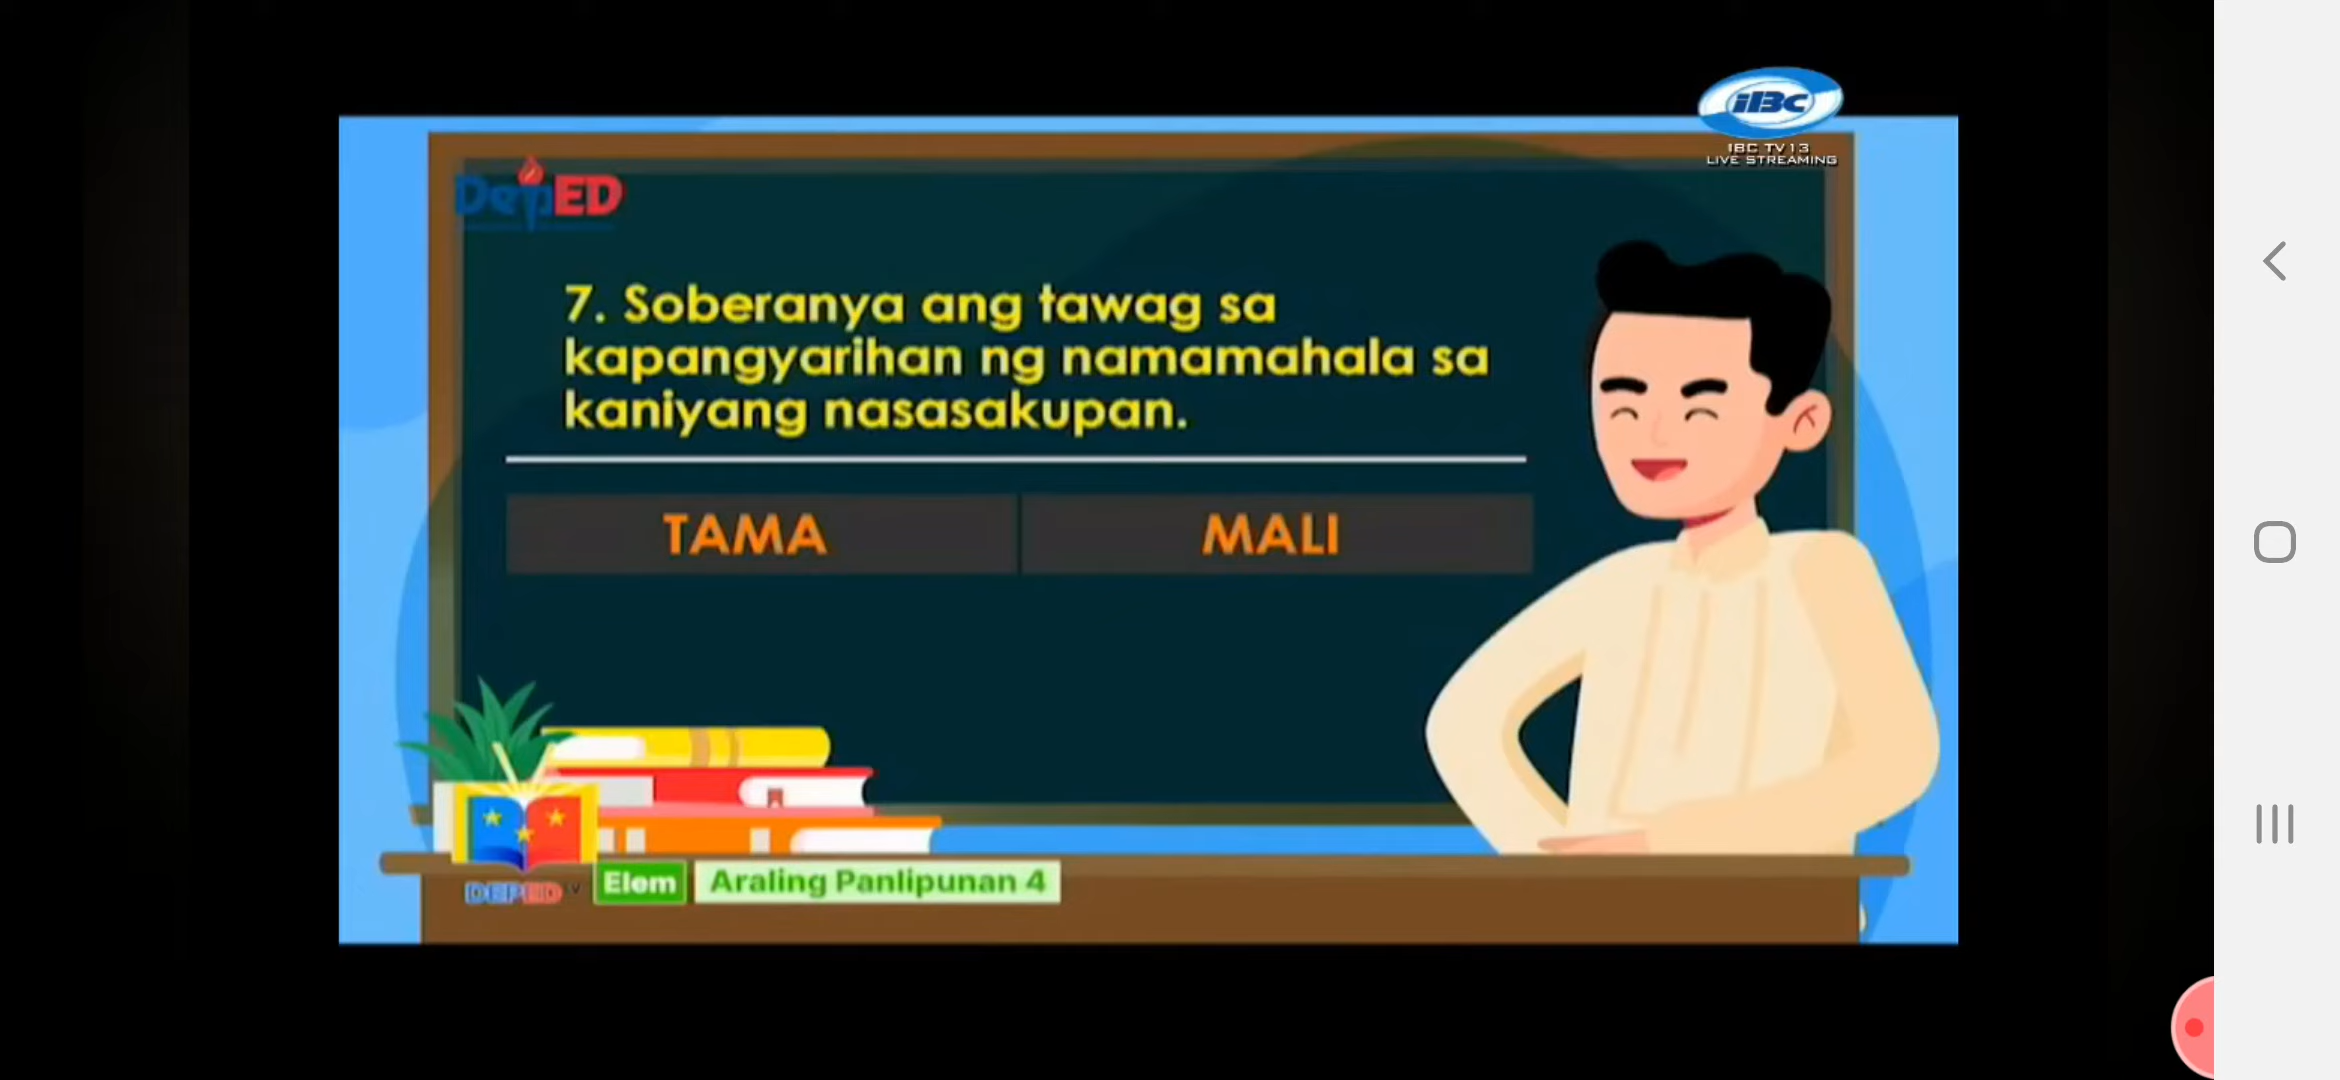 iBC
IBC TV13
LIVE STREAMING
DepED
7. Soberanya ang tawag sa
kapangyarihan ng namamahala sa
kaniyang nasasakupan.
TAMA
MALI
DEPED TV
Elem
Araling Panlipunan 4